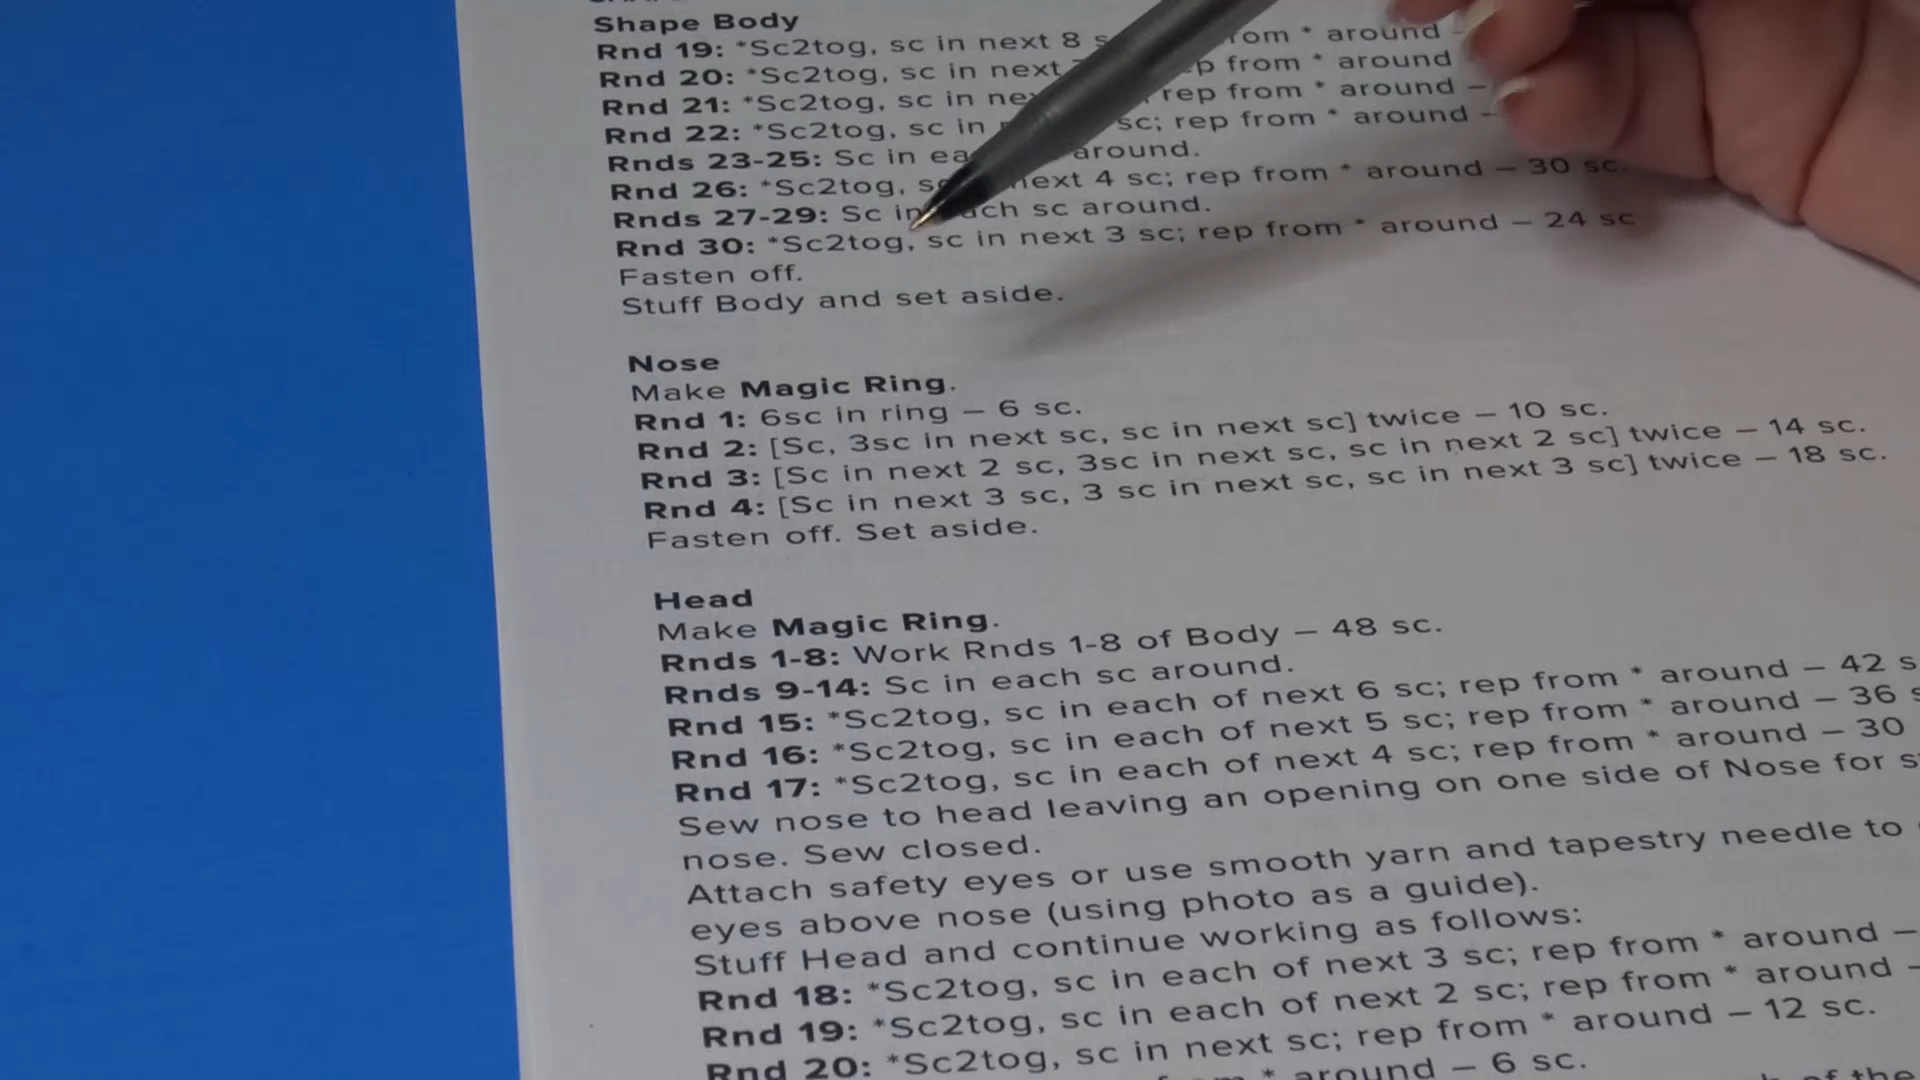 Shape Body
Rnd 19: *Sc2tog, sc in next 8 from * around
Rnd 20: *Sc2tog, sc in next rep from * around
Rnd 21: *Sc2tog, sc in rep from * around –
Rnd 22: *Sc2tog, sc in sc; rep from * around –
Rnds 23-25: Sc in around.
Rnd 26: *Sc2tog, next 4 sc; rep from * around – 30 sc.
Rnds 27-29: Sc in each sc around.
Rnd 30: *Sc2tog, sc in next 3 sc; rep from * around – 24 sc
Fasten off.
Stuff Body and set aside.
Nose
Make Magic Ring.
Rnd 1: 6sc in ring – 6 sc.
Rnd 2: [Sc, 3sc in next sc, sc in next sc] twice – 10 sc.
Rnd 3: [Sc in next 2 sc, 3sc in next sc, sc in next 2 sc] twice – 14 sc.
Rnd 4: [Sc in next 3 sc, 3 sc in next sc, sc in next 3 sc] twice – 18 sc.
Fasten off. Set aside.
Head
Make Magic Ring.
Rnds 1-8: Work Rnds 1-8 of Body – 48 sc.
Rnds 9-14: Sc in each sc around.
Rnd 15: *Sc2tog, sc in each of next 6 sc; rep from * around – 42
Rnd 16: *Sc2tog, sc in each of next 5 sc; rep from * around – 36
Rnd 17: *Sc2tog, sc in each of next 4 sc; rep from * around – 30
Sew nose to head leaving an opening on one side of Nose for
nose. Sew closed.
Attach safety eyes or use smooth yarn and tapestry needle to
eyes above nose (using photo as a guide).
Stuff Head and continue working as follows:
Rnd 18: *Sc2tog, sc in each of next 3 sc; rep from * around –
Rnd 19: *Sc2tog, sc in each of next 2 sc; rep from * around –
Rnd 20: *Sc2tog, sc in next sc; rep from * around – 12 sc.
* around – 6 sc.
of the